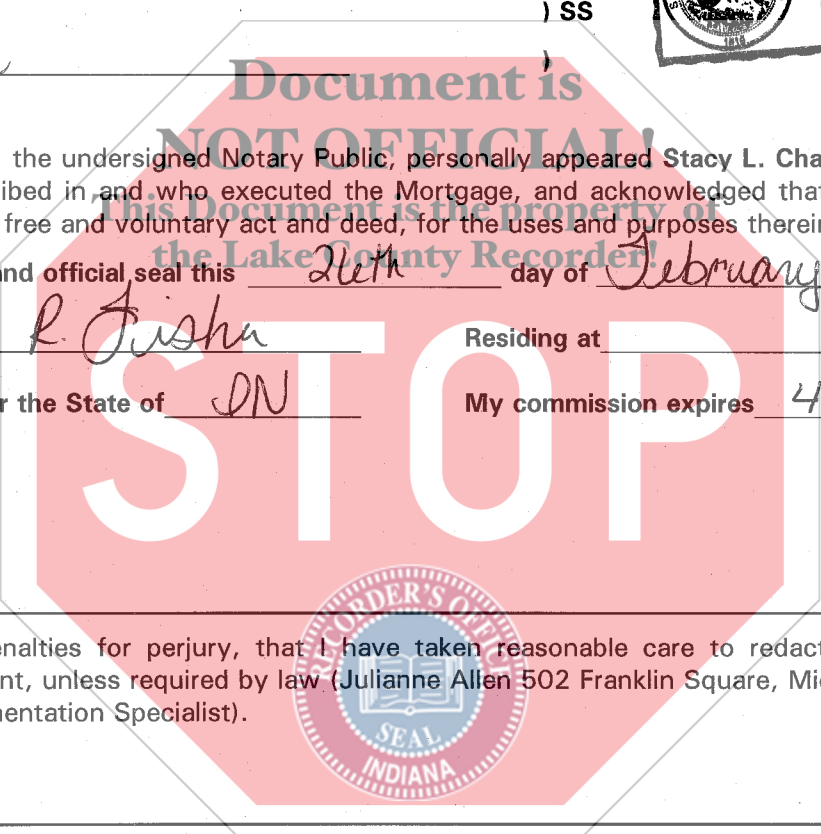 ) SS
1816
)
Document is
NOT OFFICIAL!
the undersigned Notary Public, personally appeared Stacy L. Cha
ibed in and who executed the Mortgage, and acknowledged that
This Document is the property of
free and voluntary act and deed, for the uses and purposes therein
the Lake County Recorder!
and official seal this 26th day of February
R. Fisher Residing at
r the State of IN My commission expires 4
STOP
enalties for perjury, that I have taken reasonable care to redact
nt, unless required by law (Julianne Allen 502 Franklin Square, Mic
mentation Specialist).
RECORDER'S OFFICE
SEAL
INDIANA